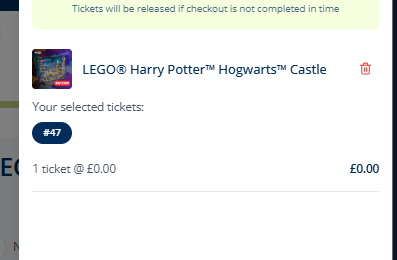 Tickets will be released if checkout is not completed in time
LEGO® Harry Potter™ Hogwarts™ Castle
Your selected tickets:
#47
1 ticket @ £0.00
£0.00